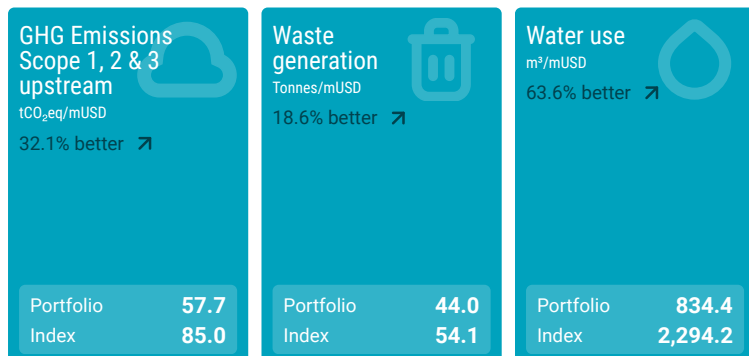 GHG Emissions
Scope 1, 2 & 3
upstream
tCO₂eq/mUSD
32.1% better
Portfolio 57.7
Index 85.0
Waste
generation
Tonnes/mUSD
18.6% better
Portfolio 44.0
Index 54.1
Water use
m³/mUSD
63.6% better
Portfolio 834.4
Index 2,294.2